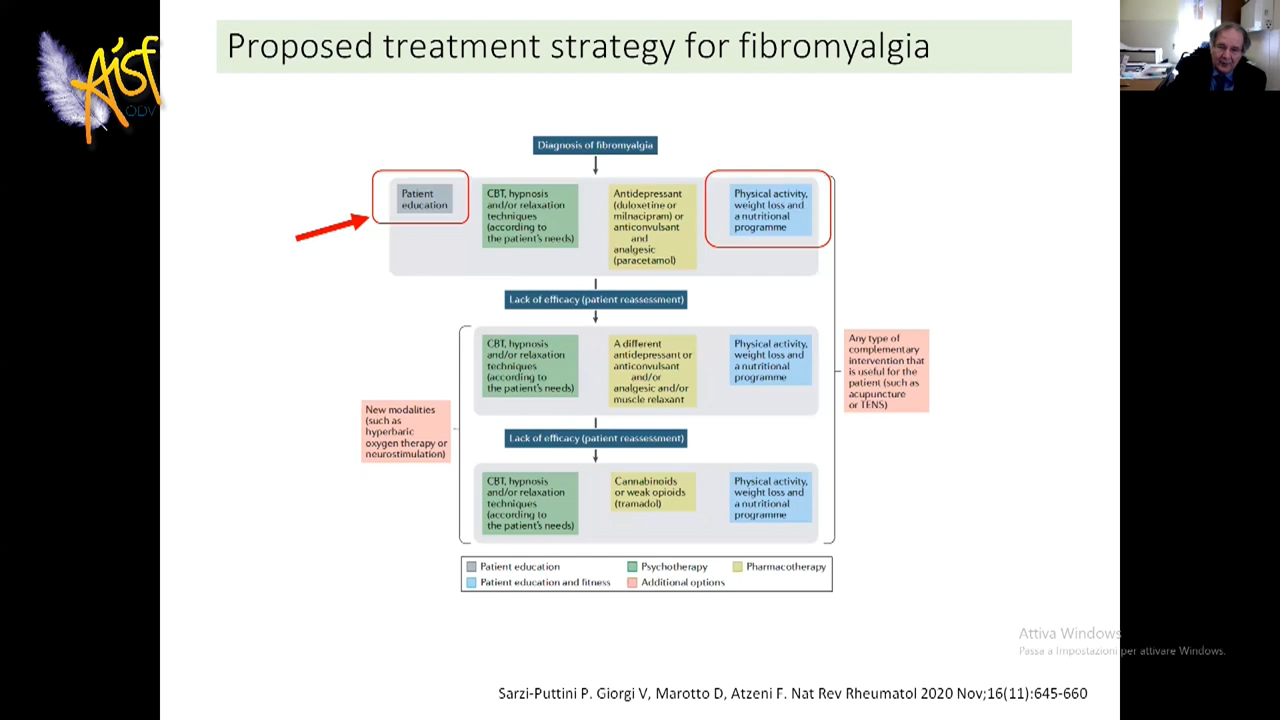 Aisf
ODV
Proposed treatment strategy for fibromyalgia
Diagnosis of fibromyalgia
Patient
education
CBT, hypnosis
and/or relaxation
techniques
(according to
the patient's needs)
Antidepressant
(duloxetine or
milnacipram) or
anticonvulsant
and
analgesic
(paracetamol)
Physical activity,
weight loss and
a nutritional
programme
Lack of efficacy (patient reassessment)
CBT, hypnosis
and/or relaxation
techniques
(according to
the patient's needs)
A different
antidepressant or
anticonvulsant
and/or
analgesic and/or
muscle relaxant
Physical activity,
weight loss and
a nutritional
programme
Any type of
complementary
intervention that
is useful for the
patient (such as
acupuncture
or TENS)
New modalities
(such as
hyperbaric
oxygen therapy or
neurostimulation)
Lack of efficacy (patient reassessment)
CBT, hypnosis
and/or relaxation
techniques
(according to
the patient's needs)
Cannabinoids
or weak opioids
(tramadol)
Physical activity,
weight loss and
a nutritional
programme
Patient education
Psychotherapy
Pharmacotherapy
Patient education and fitness
Additional options
Attiva Windows
Passa a Impostazioni per attivare Windows.
Sarzi-Puttini P. Giorgi V, Marotto D, Atzeni F. Nat Rev Rheumatol 2020 Nov;16(11):645-660